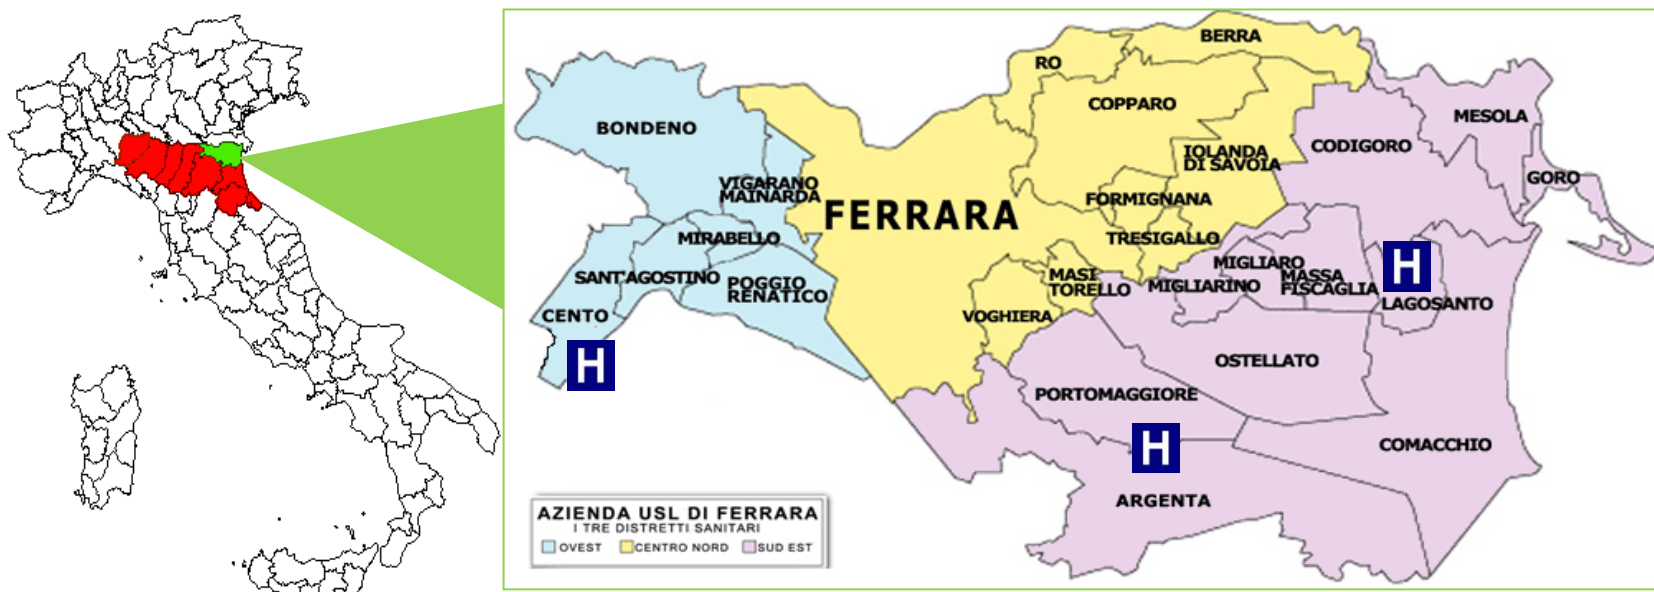 BERRA
RO
COPPARO
MESOLA
BONDENO
CODIGORO
IOLANDA
DI SAVOIA
GORO
VIGARANO
MAINARDA
FORMIGNANA
FERRARA
MIRABELLO
TRESIGALLO
MIGLIARO
H
SANT'AGOSTINO
MASI
TORELLO
MASSA
FISCAGLIA
MIGLIARINO
POGGIO
RENATICO
LAGOSANTO
CENTO
VOGHIERA
H
OSTELLATO
PORTOMAGGIORE
H
COMACCHIO
ARGENTA
AZIENDA USL DI FERRARA
I TRE DISTRETTI SANITARI
OVEST CENTRO NORD SUD EST